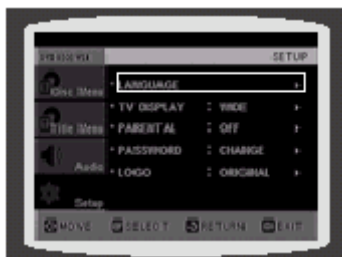 SETUP
Disc Menu
LANGUAGE
TV DISPLAY : WIDE
Title Menu
PARENTAL : OFF
PASSWORD : CHANGE
Audio
LOGO : ORIGINAL
Setup
MOVE SELECT RETURN EXIT